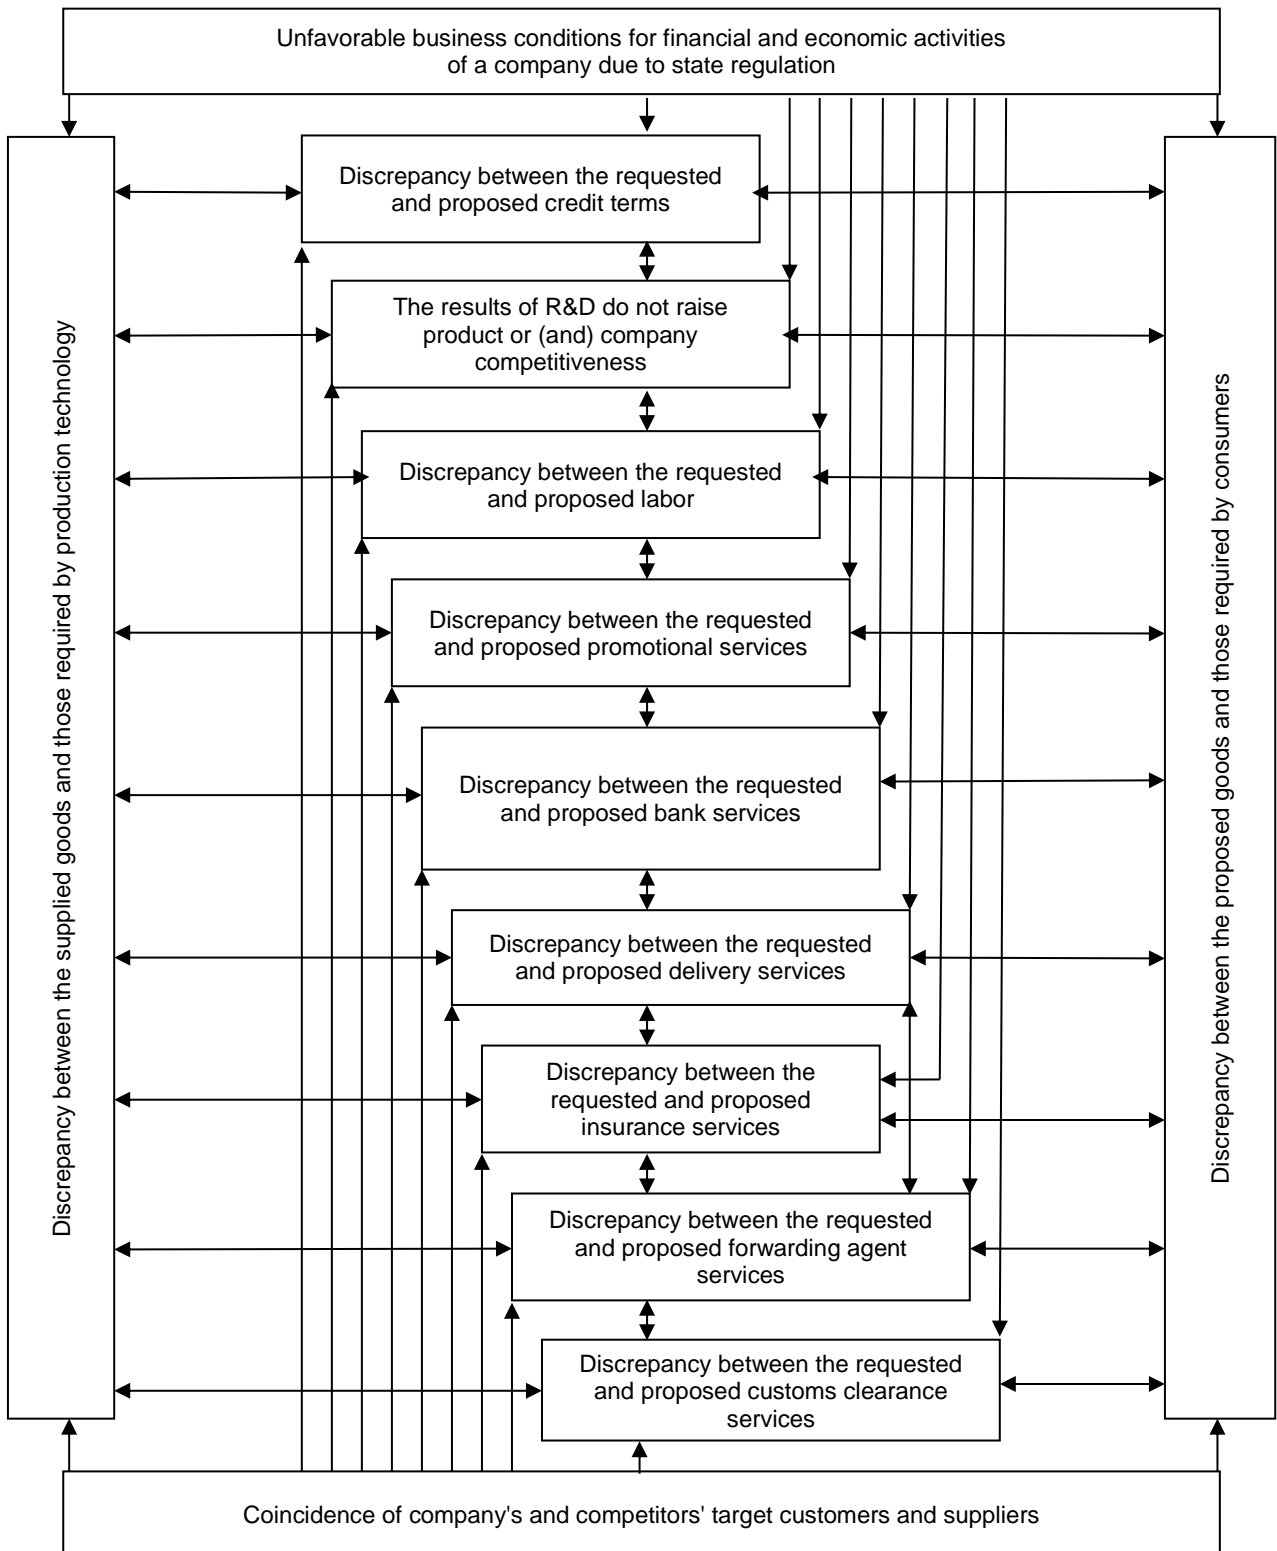 Unfavorable business conditions for financial and economic activities
of a company due to state regulation
Discrepancy between the supplied goods and those required by production technology
Discrepancy between the requested
and proposed credit terms
The results of R&D do not raise
product or (and) company
competitiveness
Discrepancy between the requested
and proposed labor
Discrepancy between the requested
and proposed promotional services
Discrepancy between the requested
and proposed bank services
Discrepancy between the requested
and proposed delivery services
Discrepancy between the
requested and proposed
insurance services
Discrepancy between the requested
and proposed forwarding agent
services
Discrepancy between the requested
and proposed customs clearance
services
Discrepancy between the proposed goods and those required by consumers
Coincidence of company's and competitors' target customers and suppliers